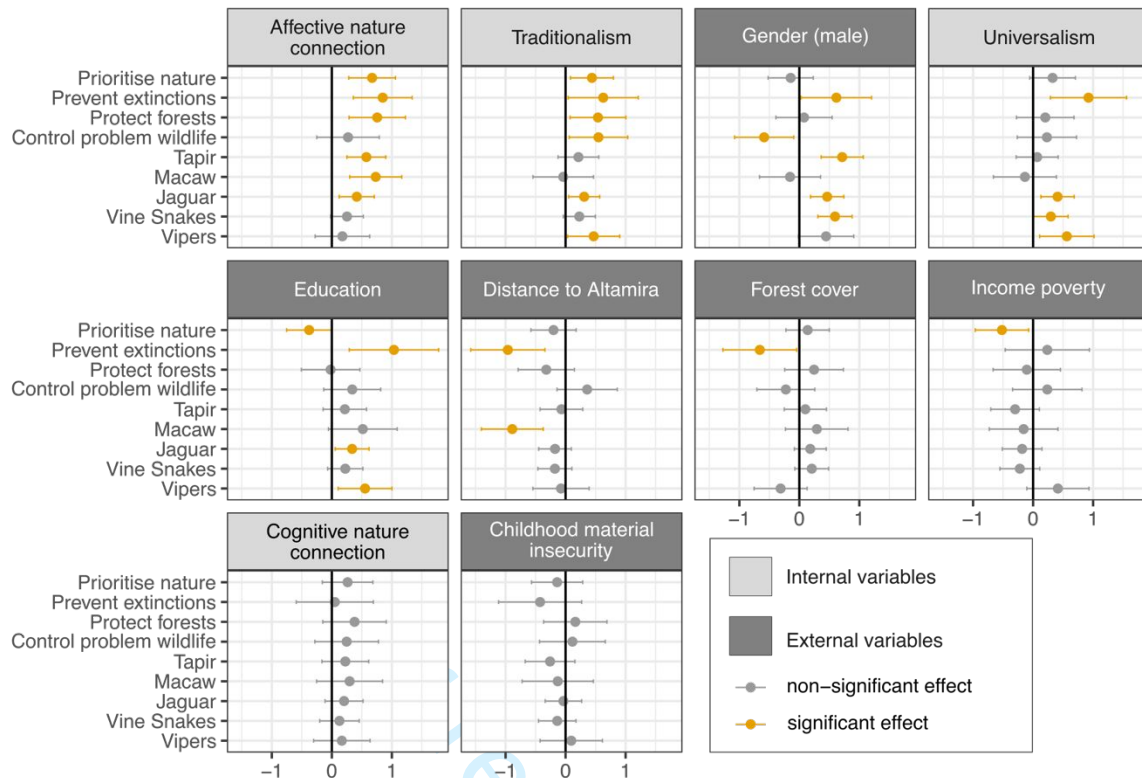 Affective nature
connection
Traditionalism
Gender (male)
Universalism
Prioritise nature
Prevent extinctions
Protect forests
Control problem wildlife
Tapir
Macaw
Jaguar
Vine Snakes
Vipers
Education
Distance to Altamira
Forest cover
Income poverty
Prioritise nature
Prevent extinctions
Protect forests
Control problem wildlife
Tapir
Macaw
Jaguar
Vine Snakes
Vipers
−1 0 1
−1 0 1
Cognitive nature
connection
Childhood material
insecurity
Prioritise nature
Prevent extinctions
Protect forests
Control problem wildlife
Tapir
Macaw
Jaguar
Vine Snakes
Vipers
−1 0 1
−1 0 1
Internal variables
External variables
non−significant effect
significant effect